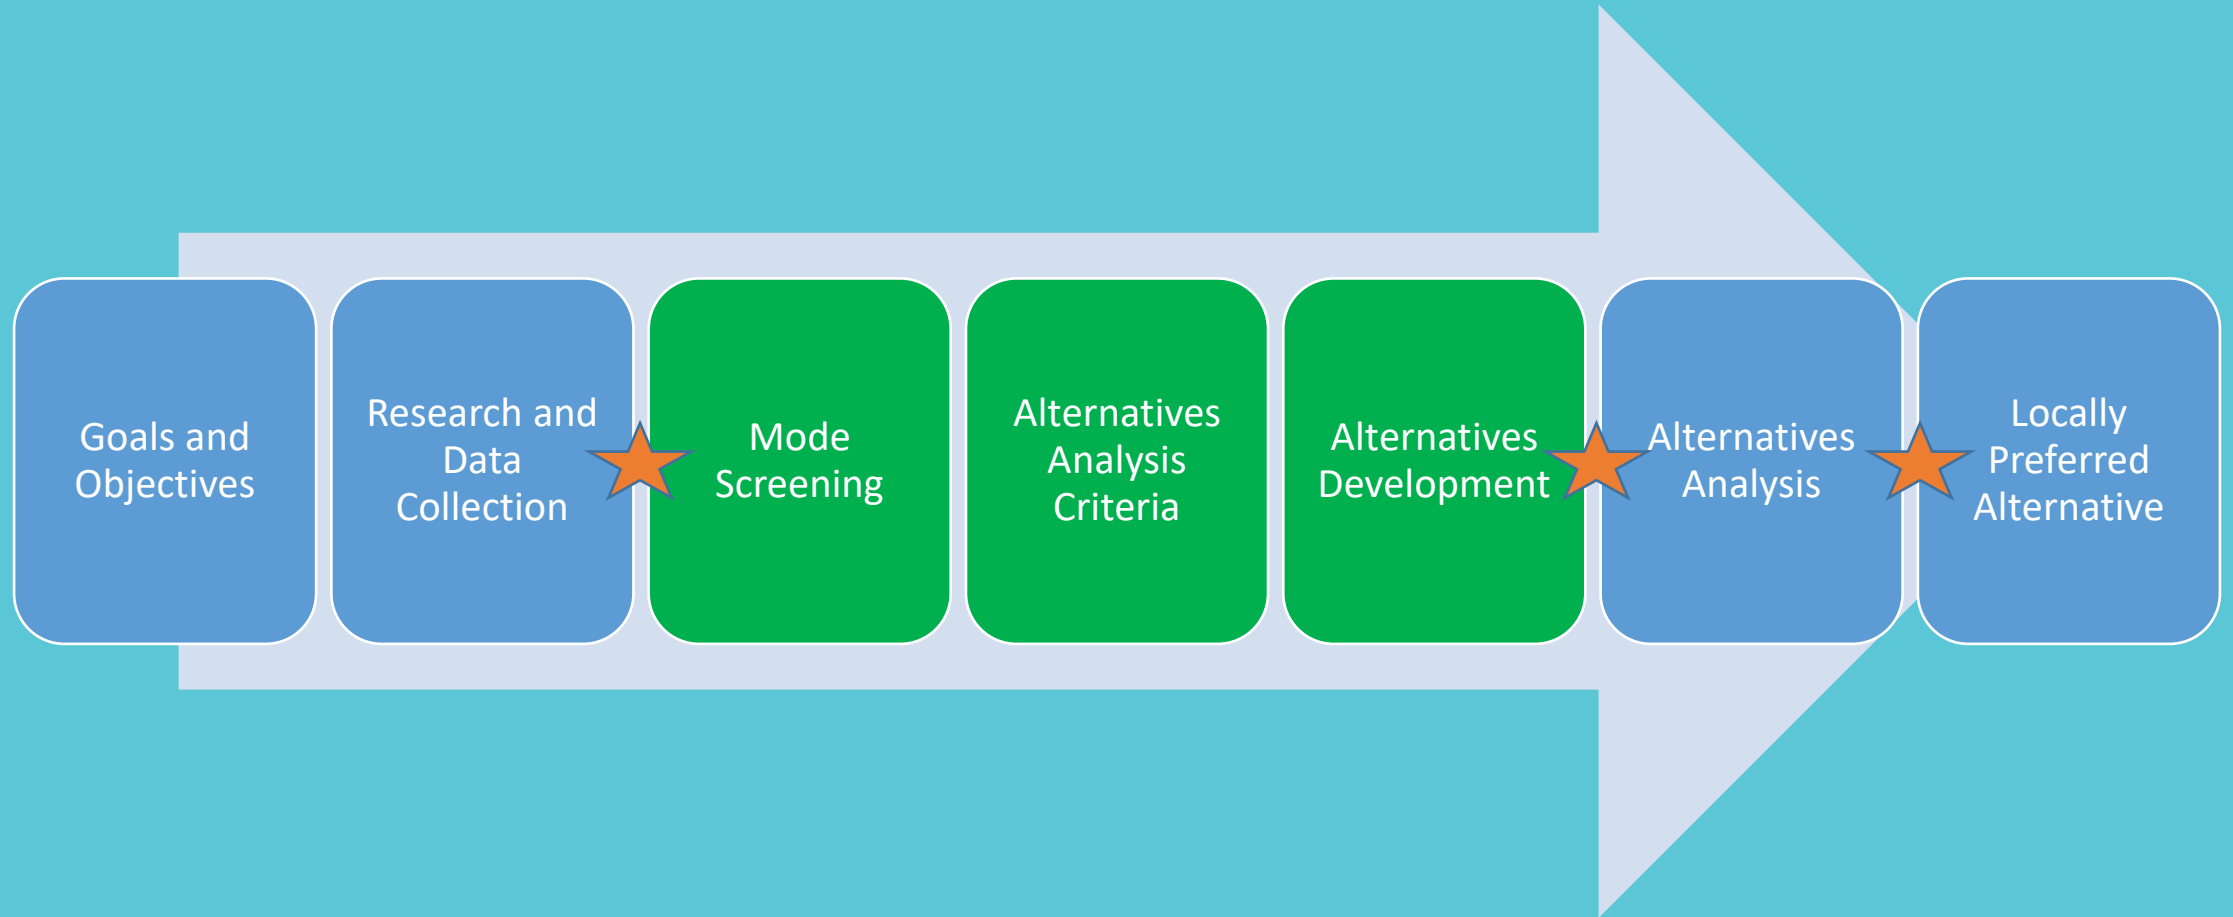 Goals and
Objectives
Research and
Data
Collection
Mode
Screening
Alternatives
Analysis
Criteria
Alternatives
Development
Alternatives
Analysis
Locally
Preferred
Alternative